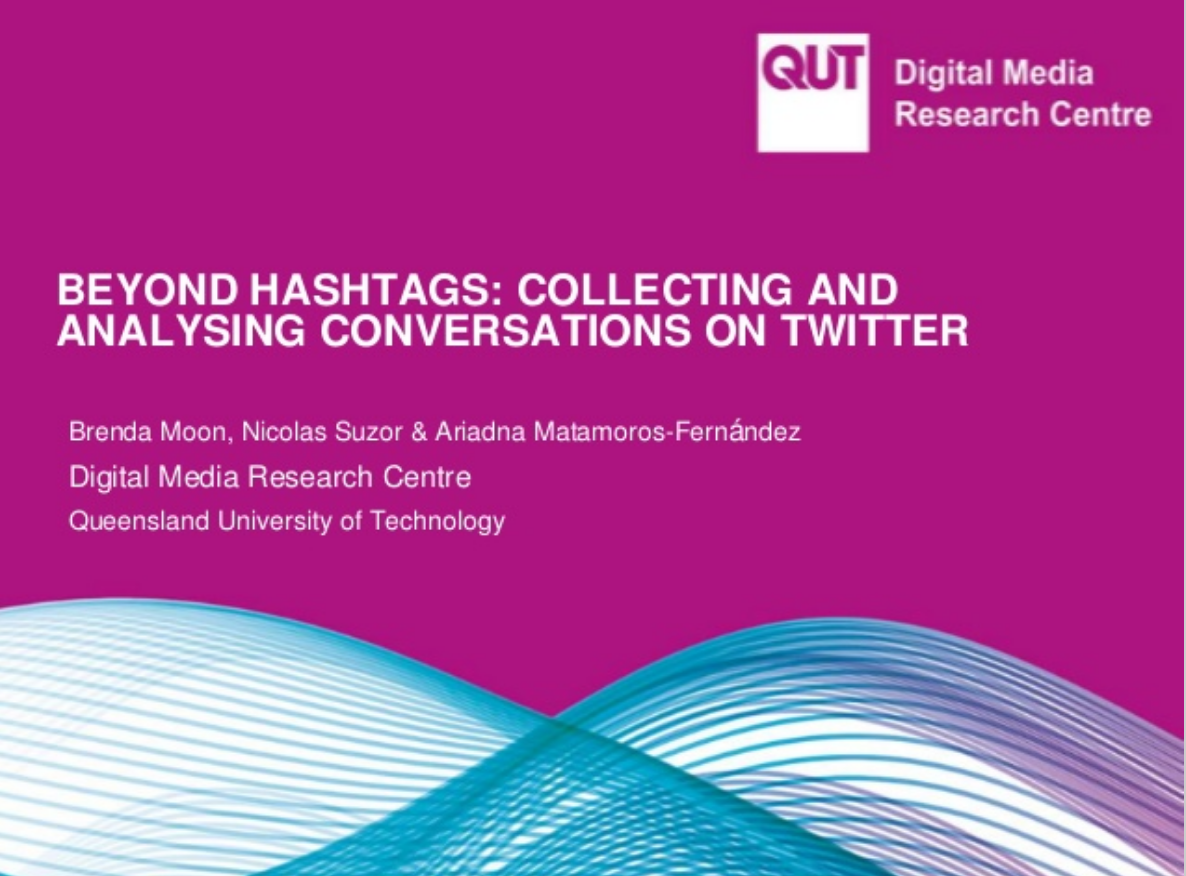 QUT
Digital Media
Research Centre
BEYOND HASHTAGS: COLLECTING AND
ANALYSING CONVERSATIONS ON TWITTER
Brenda Moon, Nicolas Suzor & Ariadna Matamoros-Fernández
Digital Media Research Centre
Queensland University of Technology